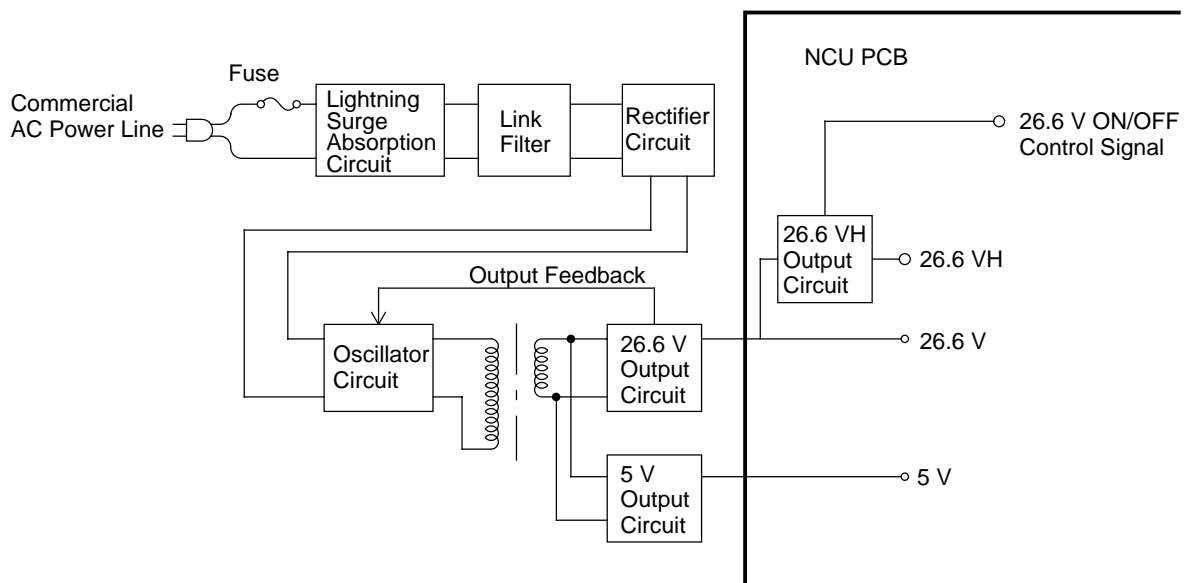 NCU PCB
Fuse
Commercial
AC Power Line
Lightning
Surge
Absorption
Circuit
Link
Filter
Rectifier
Circuit
26.6 V ON/OFF
Control Signal
26.6 VH
Output
Circuit
26.6 VH
Output Feedback
Oscillator
Circuit
26.6 V
Output
Circuit
26.6 V
5 V
Output
Circuit
5 V